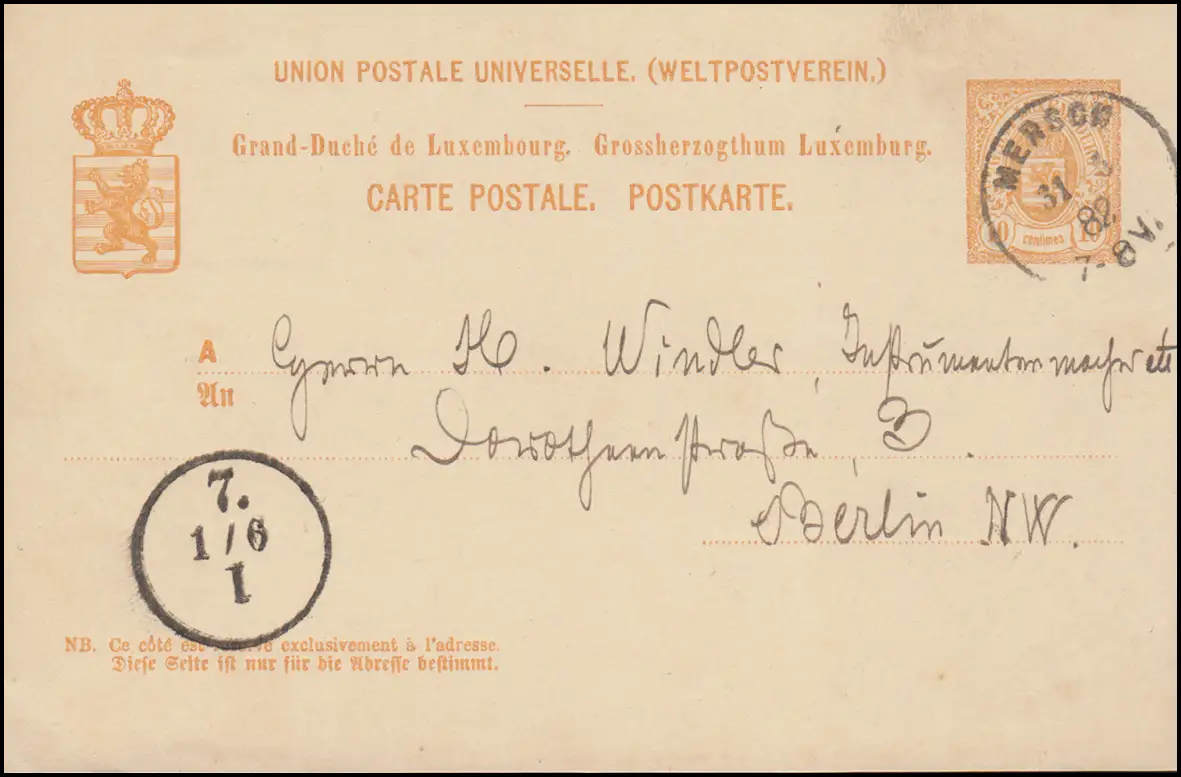 UNION POSTALE UNIVERSELLE. (WELTPOSTVEREIN.)
Grand-Duché de Luxembourg. Grossherzogthum Luxemburg.
CARTE POSTALE. POSTKARTE.
10 centimes 10
MERSCH
31 5
82
7-8V.
A
An
Herrn H. Windler, Instrumentenmacher etc
Dorotheenstraße, 3.
Berlin NW.
7.
1/6
1
NB. Ce côté est réservé exclusivement à l'adresse.
Diese Seite ist nur für die Adresse bestimmt.